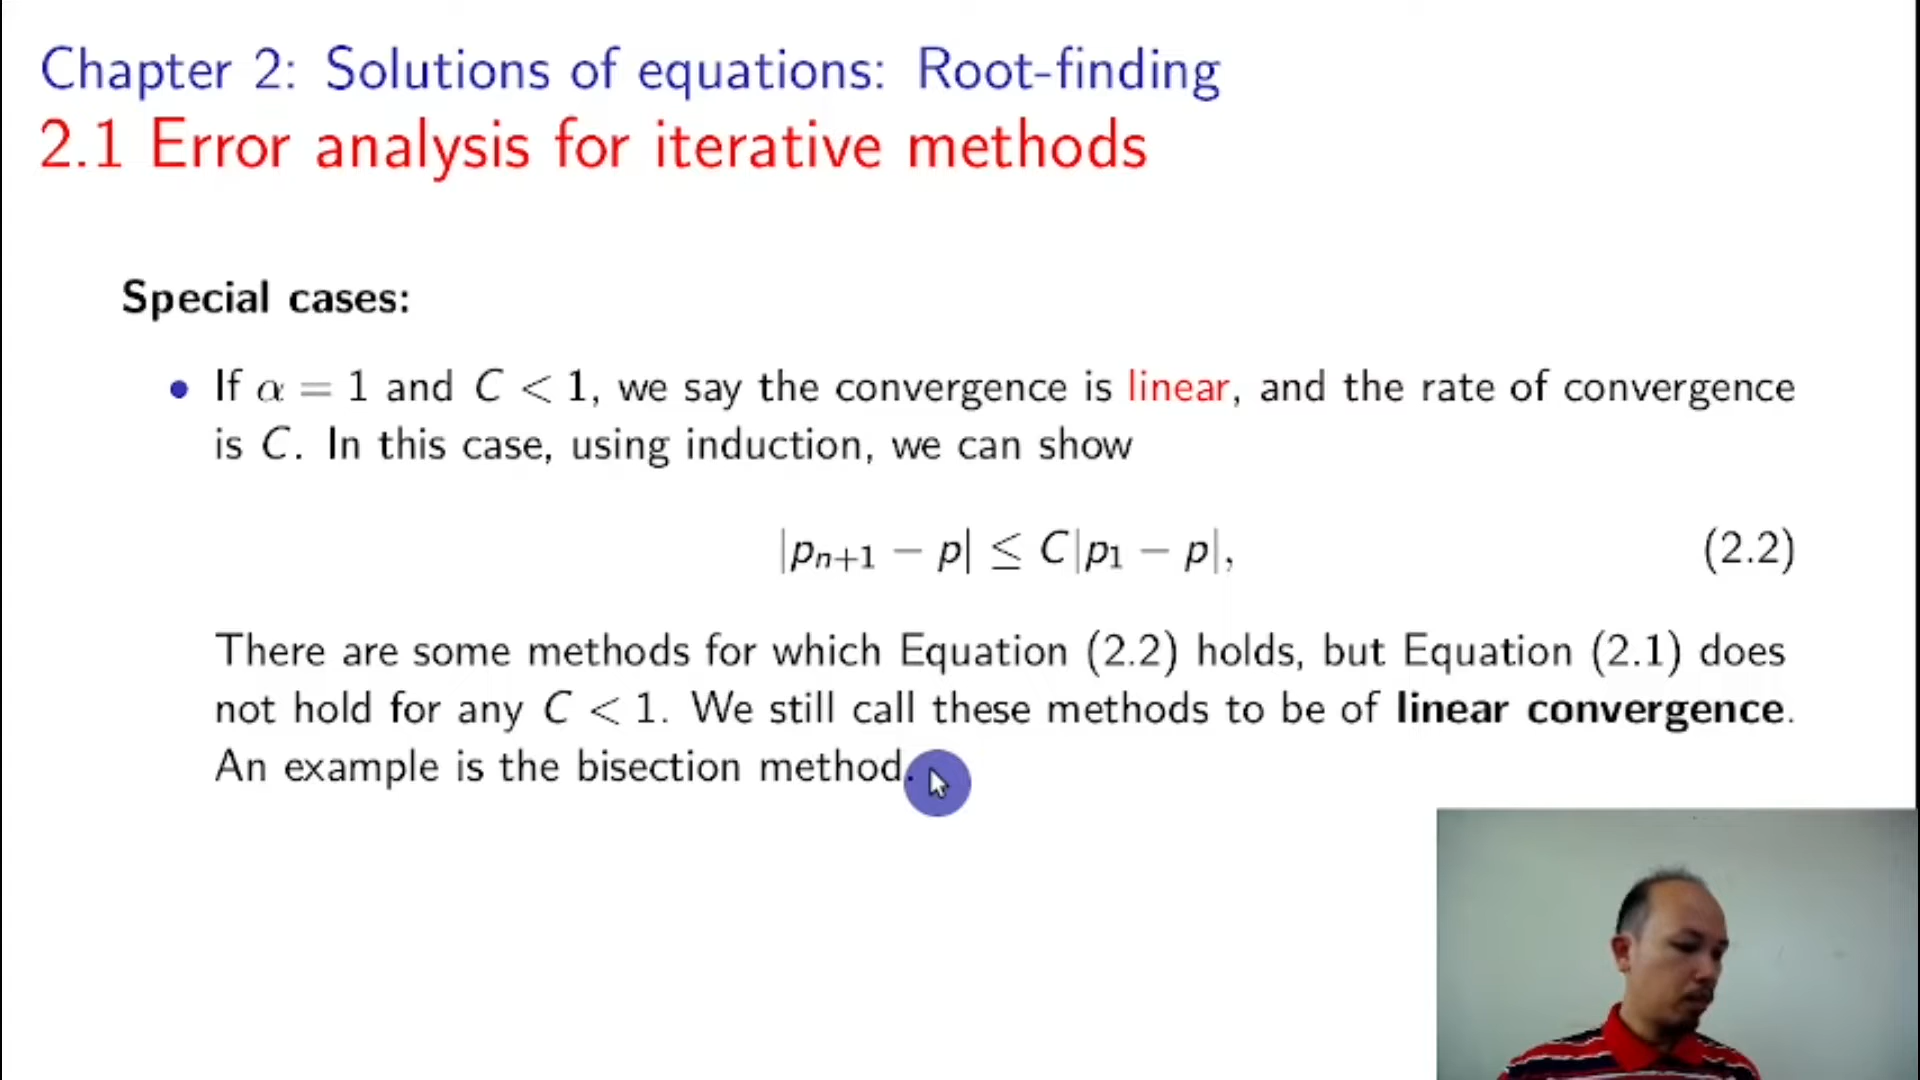 Chapter 2: Solutions of equations: Root-finding
2.1 Error analysis for iterative methods
Special cases:
• If α = 1 and C < 1, we say the convergence is linear, and the rate of convergence
is C. In this case, using induction, we can show
|pₙ₊₁ − p| ≤ C|p₁ − p|, (2.2)
There are some methods for which Equation (2.2) holds, but Equation (2.1) does
not hold for any C < 1. We still call these methods to be of linear convergence.
An example is the bisection method.